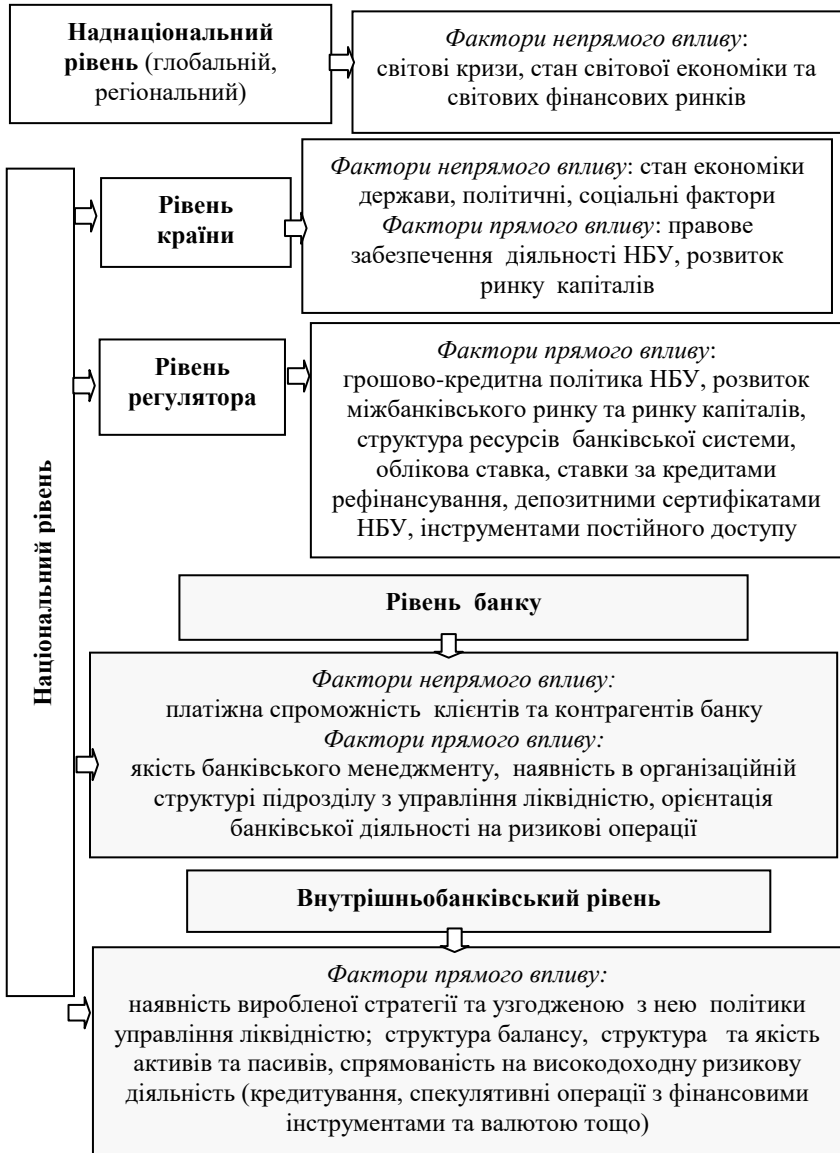 Наднаціональний
рівень (глобальній,
регіональний)
Фактори непрямого впливу:
світові кризи, стан світової економіки та
світових фінансових ринків
Національний рівень
Рівень
країни
Фактори непрямого впливу: стан економіки
держави, політичні, соціальні фактори
Фактори прямого впливу: правове
забезпечення діяльності НБУ, розвиток
ринку капіталів
Рівень
регулятора
Фактори прямого впливу:
грошово-кредитна політика НБУ, розвиток
міжбанківського ринку та ринку капіталів,
структура ресурсів банківської системи,
облікова ставка, ставки за кредитами
рефінансування, депозитними сертифікатами
НБУ, інструментами постійного доступу
Рівень банку
Фактори непрямого впливу:
платіжна спроможність клієнтів та контрагентів банку
Фактори прямого впливу:
якість банківського менеджменту, наявність в організаційній
структурі підрозділу з управління ліквідністю, орієнтація
банківської діяльності на ризикові операції
Внутрішньобанківський рівень
Фактори прямого впливу:
наявність виробленої стратегії та узгодженою з нею політики
управління ліквідністю; структура балансу, структура та якість
активів та пасивів, спрямованість на високодоходну ризикову
діяльність (кредитування, спекулятивні операції з фінансовими
інструментами та валютою тощо)